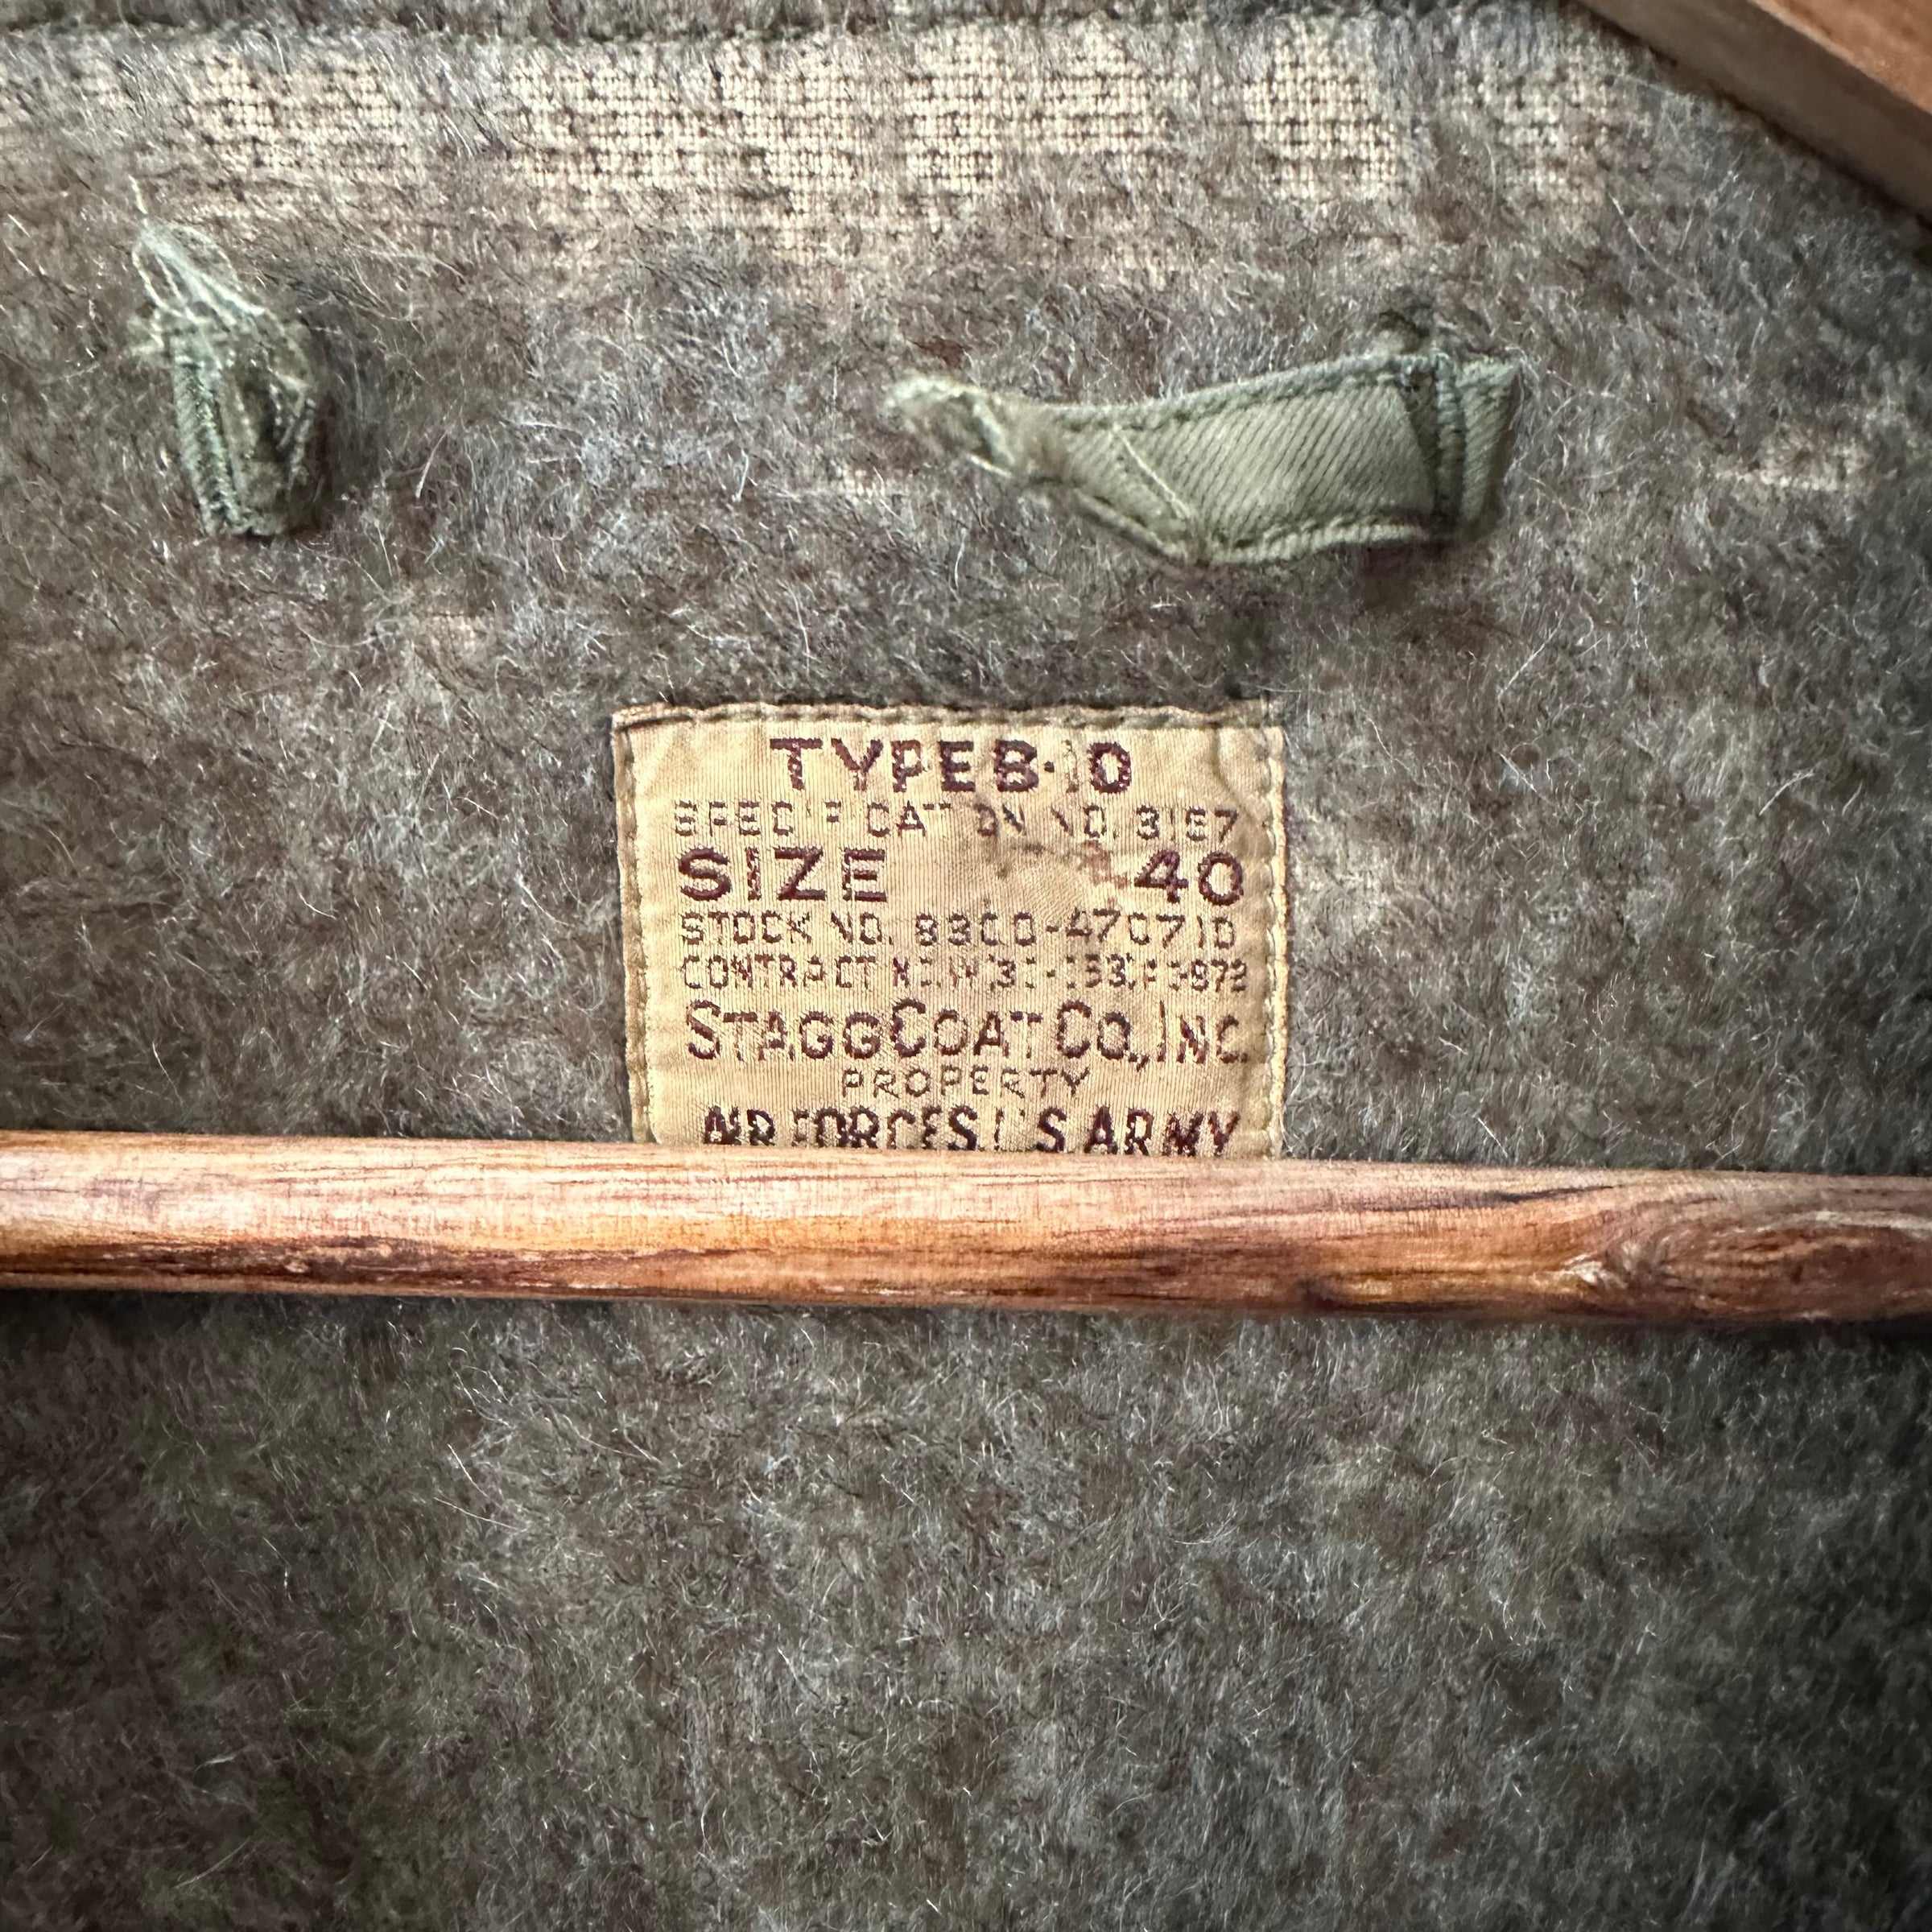 TYPE B-10
SPECIFICATION NO. 3157
SIZE 40
STOCK NO. 8300-470710
CONTRACT
STAGG COAT CO., INC.
PROPERTY
AIR FORCES, U.S. ARMY